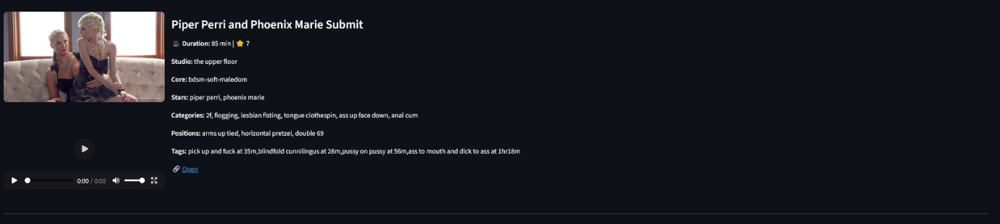 Piper Perri and Phoenix Marie Submit
Duration: 85 min | ⭐ 7
Studio: the upper floor
Core: bdsm-soft-maledom
Stars: piper perri, phoenix marie
Categories: 2f, flogging, lesbian fisting, tongue clothespin, ass up face down, anal cum
Positions: arms up tied, horizontal pretzel, double 69
Tags: pick up and fuck at 35m,blindfold cunnilingus at 28m,pussy on pussy at 56m,ass to mouth and dick to ass at 1hr18m
Open
0:00 / 0:00